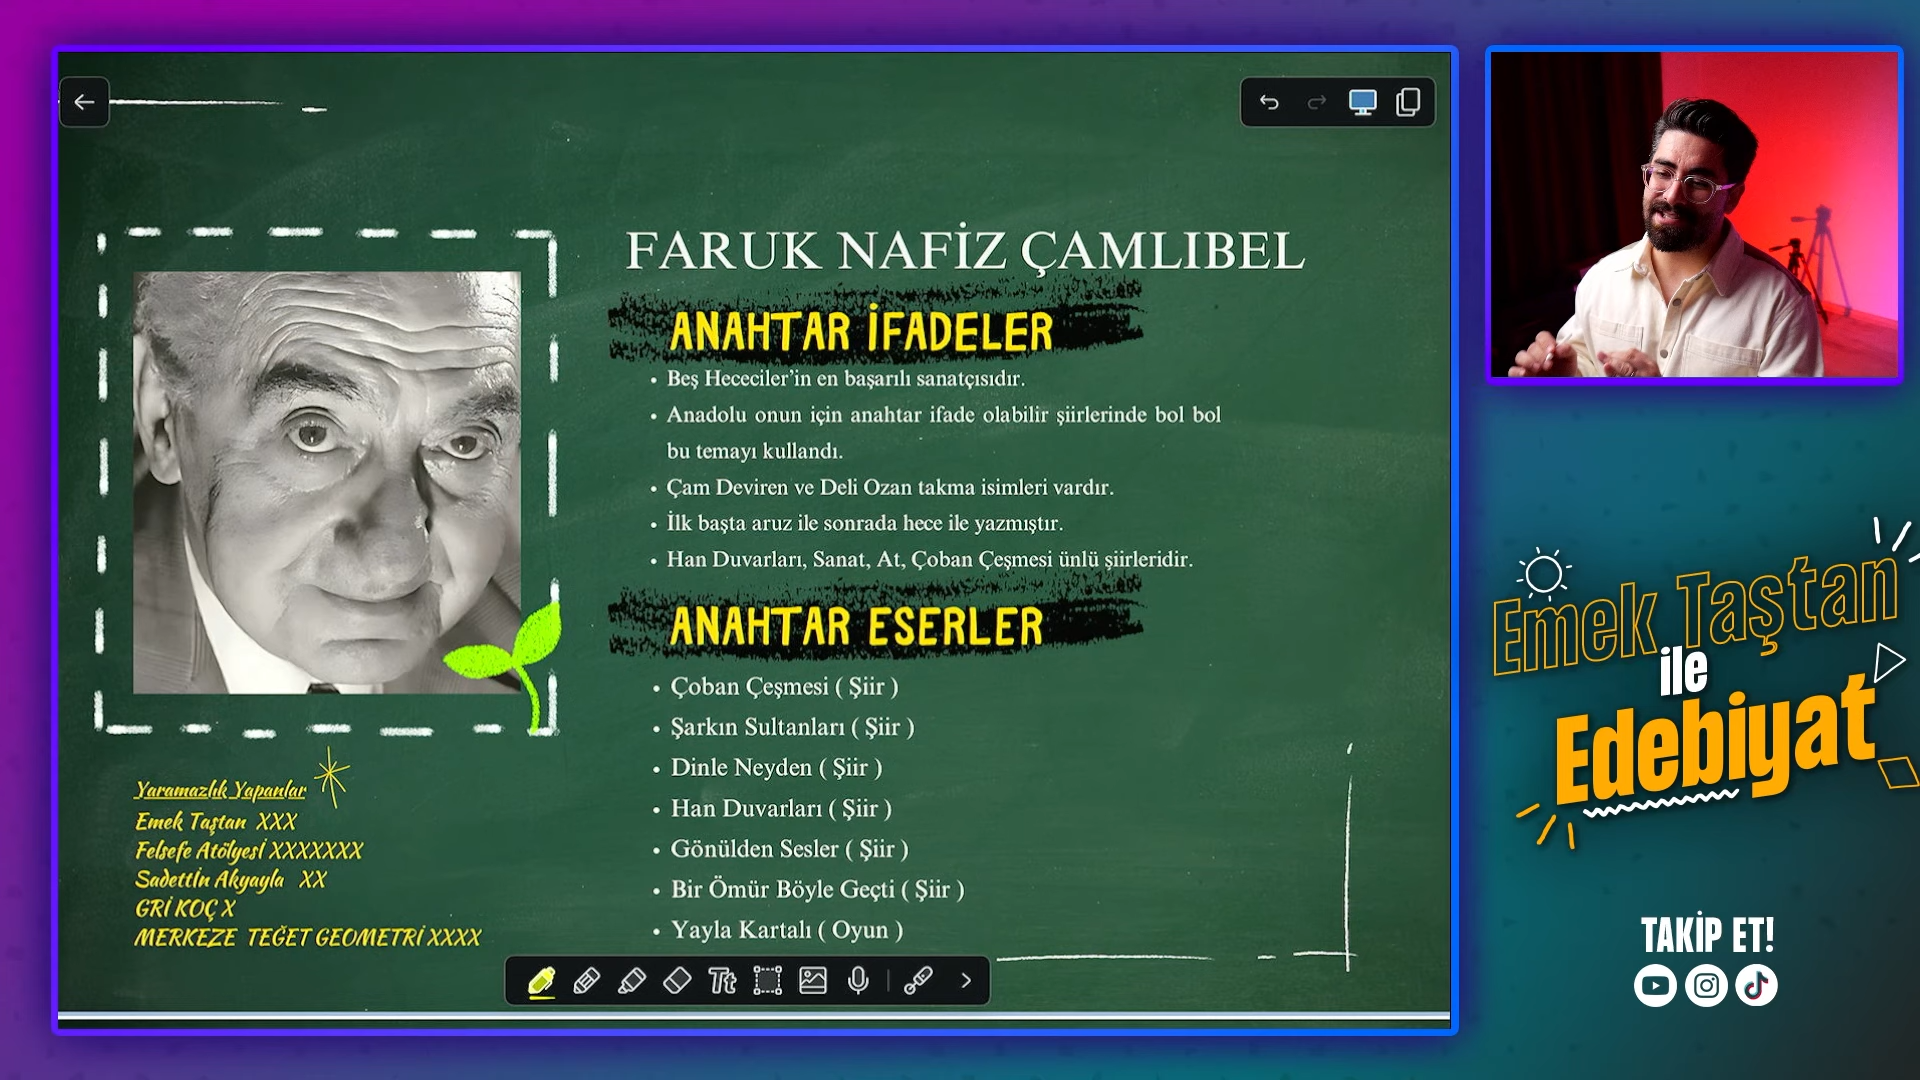 FARUK NAFİZ ÇAMLIBEL
ANAHTAR İFADELER
• Beş Hececiler’in en başarılı sanatçısıdır.
• Anadolu onun için anahtar ifade olabilir şiirlerinde bol bol
bu temayı kullandı.
• Çam Deviren ve Deli Ozan takma isimleri vardır.
• İlk başta aruz ile sonrada hece ile yazmıştır.
• Han Duvarları, Sanat, At, Çoban Çeşmesi ünlü şiirleridir.
ANAHTAR ESERLER
• Çoban Çeşmesi ( Şiir )
• Şarkın Sultanları ( Şiir )
• Dinle Neyden ( Şiir )
• Han Duvarları ( Şiir )
• Gönülden Sesler ( Şiir )
• Bir Ömür Böyle Geçti ( Şiir )
• Yayla Kartalı ( Oyun )
Yaramazlık Yapanlar
Emek Taştan XXX
Felsefe Atölyesİ XXXXXXX
Sadettİn Akyayla XX
GRİ KOÇ X
MERKEZE TEĞET GEOMETRİ XXXX
Tt
Emek Taştan
ile
Edebiyat
TAKİP ET!